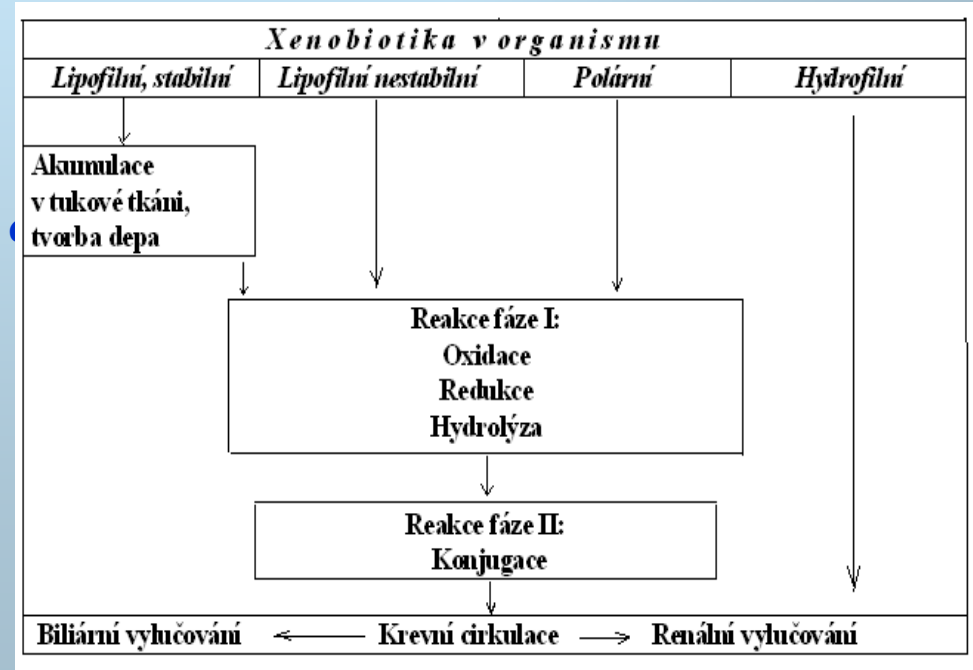 Xenobiotika v organismu
Lipofilní, stabilní Lipofilní nestabilní Polární Hydrofilní
Akumulace
v tukové tkáni,
tvorba depa
Reakce fáze I:
Oxidace
Redukce
Hydrolýza
Reakce fáze II:
Konjugace
Biliární vylučování Krevní cirkulace Renální vylučování